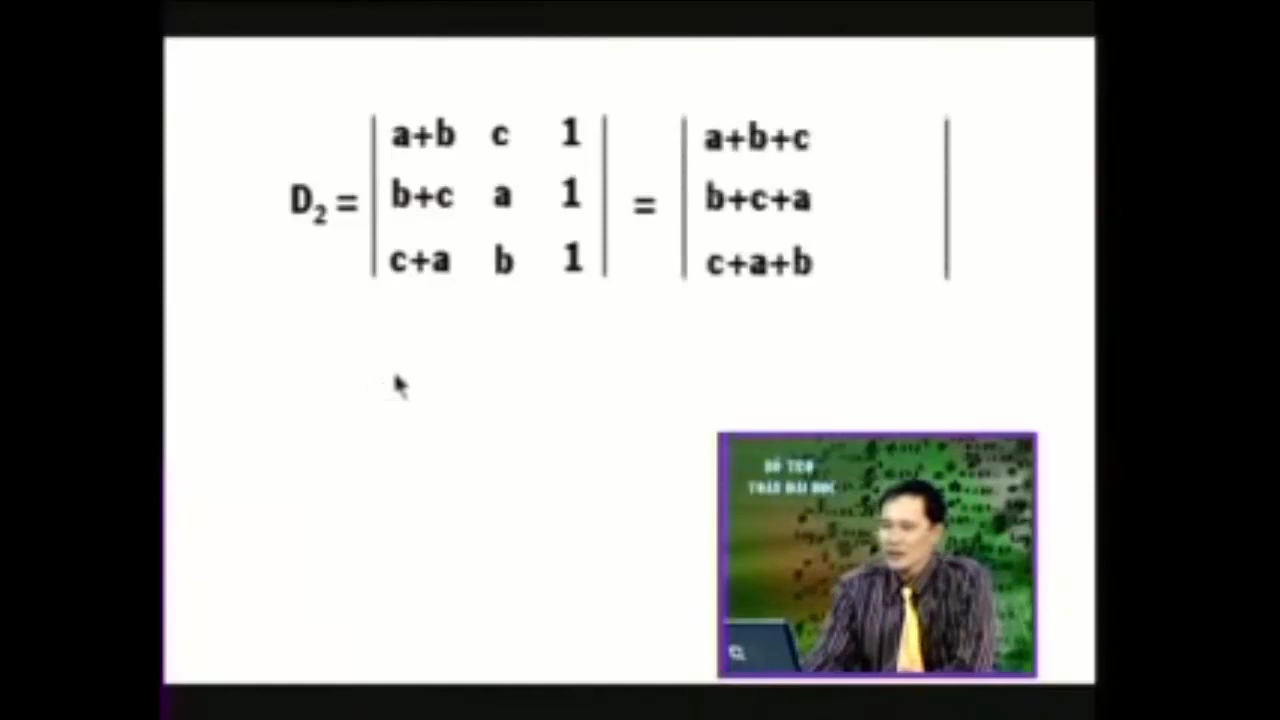 D₂ = | a+b c 1 | = | a+b+c |
| b+c a 1 | | b+c+a |
| c+a b 1 | | c+a+b |